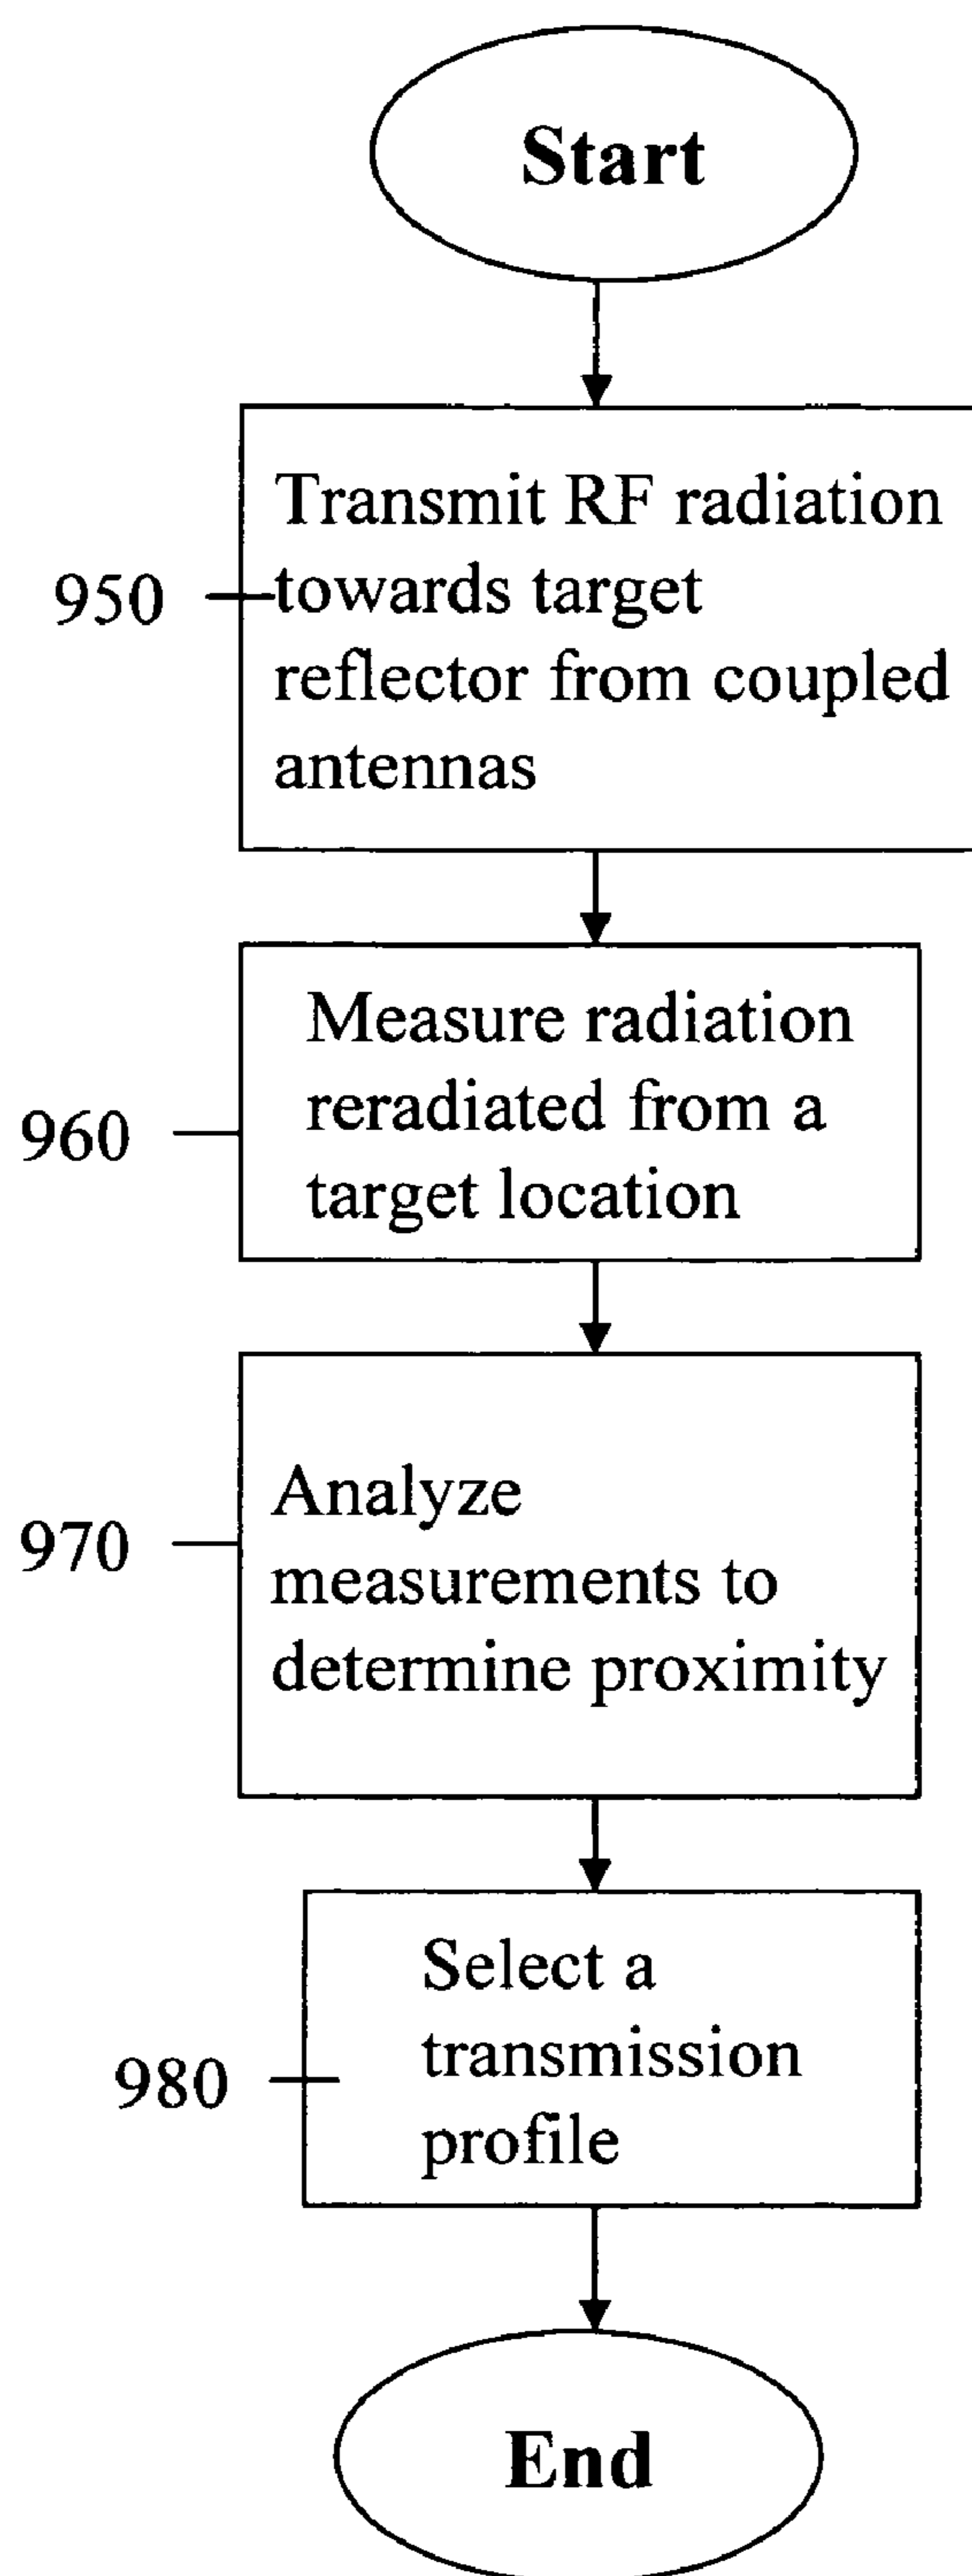 Start
Transmit RF radiation
950
towards target
reflector from coupled
antennas
Measure radiation
960
reradiated from a
target location
Analyze
970
measurements to
determine proximity
Select a
980
transmission
profile
End